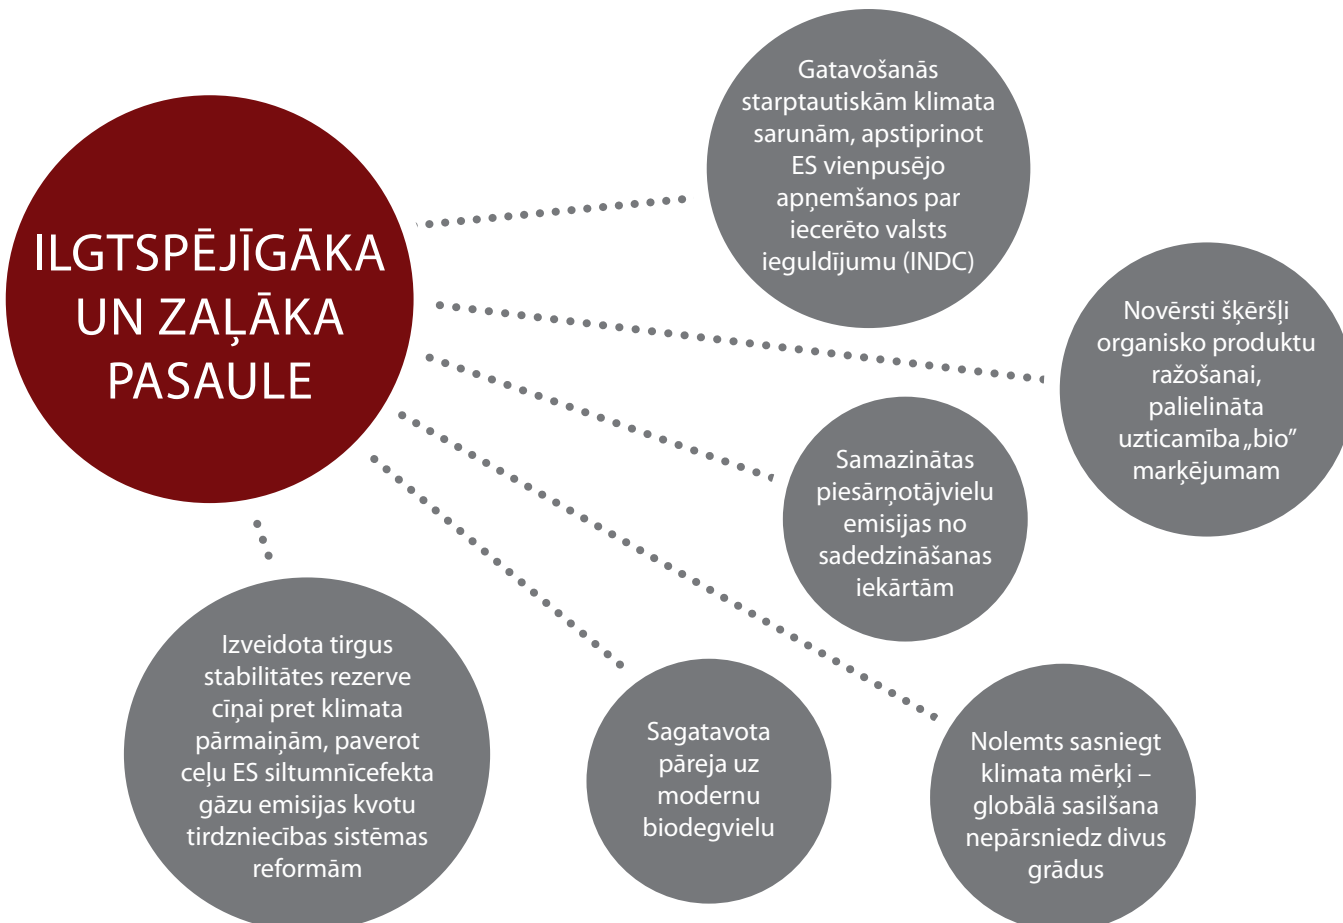 ILGTSPĒJĪGĀKA
UN ZAĻĀKA
PASAULE
Gatavošanās
starptautiskām klimata
sarunām, apstiprinot
ES vienpusējo
apņemšanos par
iecerēto valsts
ieguldījumu (INDC)
Novērsti šķēršļi
organisko produktu
ražošanai,
palielināta
uzticamība „bio”
marķējumam
Samazinātas
piesārņotājvielu
emisijas no
sadedzināšanas
iekārtām
Izveidota tirgus
stabilitātes rezerve
cīņai pret klimata
pārmaiņām, paverot
ceļu ES siltumnīcefekta
gāzu emisijas kvotu
tirdzniecības sistēmas
reformām
Sagatavota
pāreja uz
modernu
biodegvielu
Nolemts sasniegt
klimata mērķi –
globālā sasilšana
nepārsniedz divus
grādus